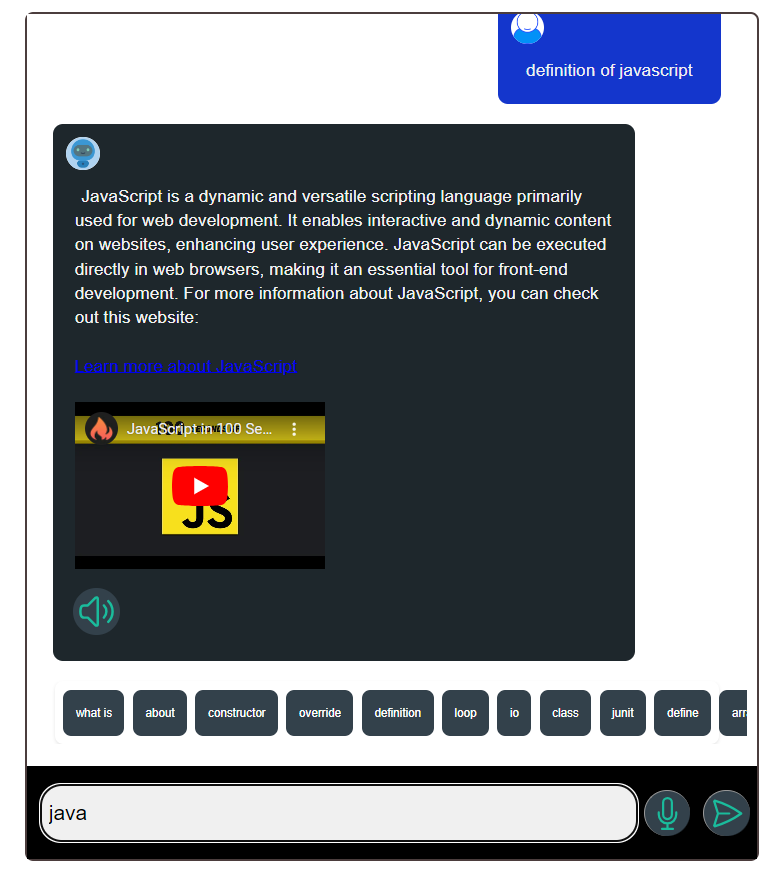 definition of javascript
JavaScript is a dynamic and versatile scripting language primarily
used for web development. It enables interactive and dynamic content
on websites, enhancing user experience. JavaScript can be executed
directly in web browsers, making it an essential tool for front-end
development. For more information about JavaScript, you can check
out this website:
Learn more about JavaScript
JavaScript in 100 Se...
JS
what is
about
constructor
override
definition
loop
io
class
junit
define
java